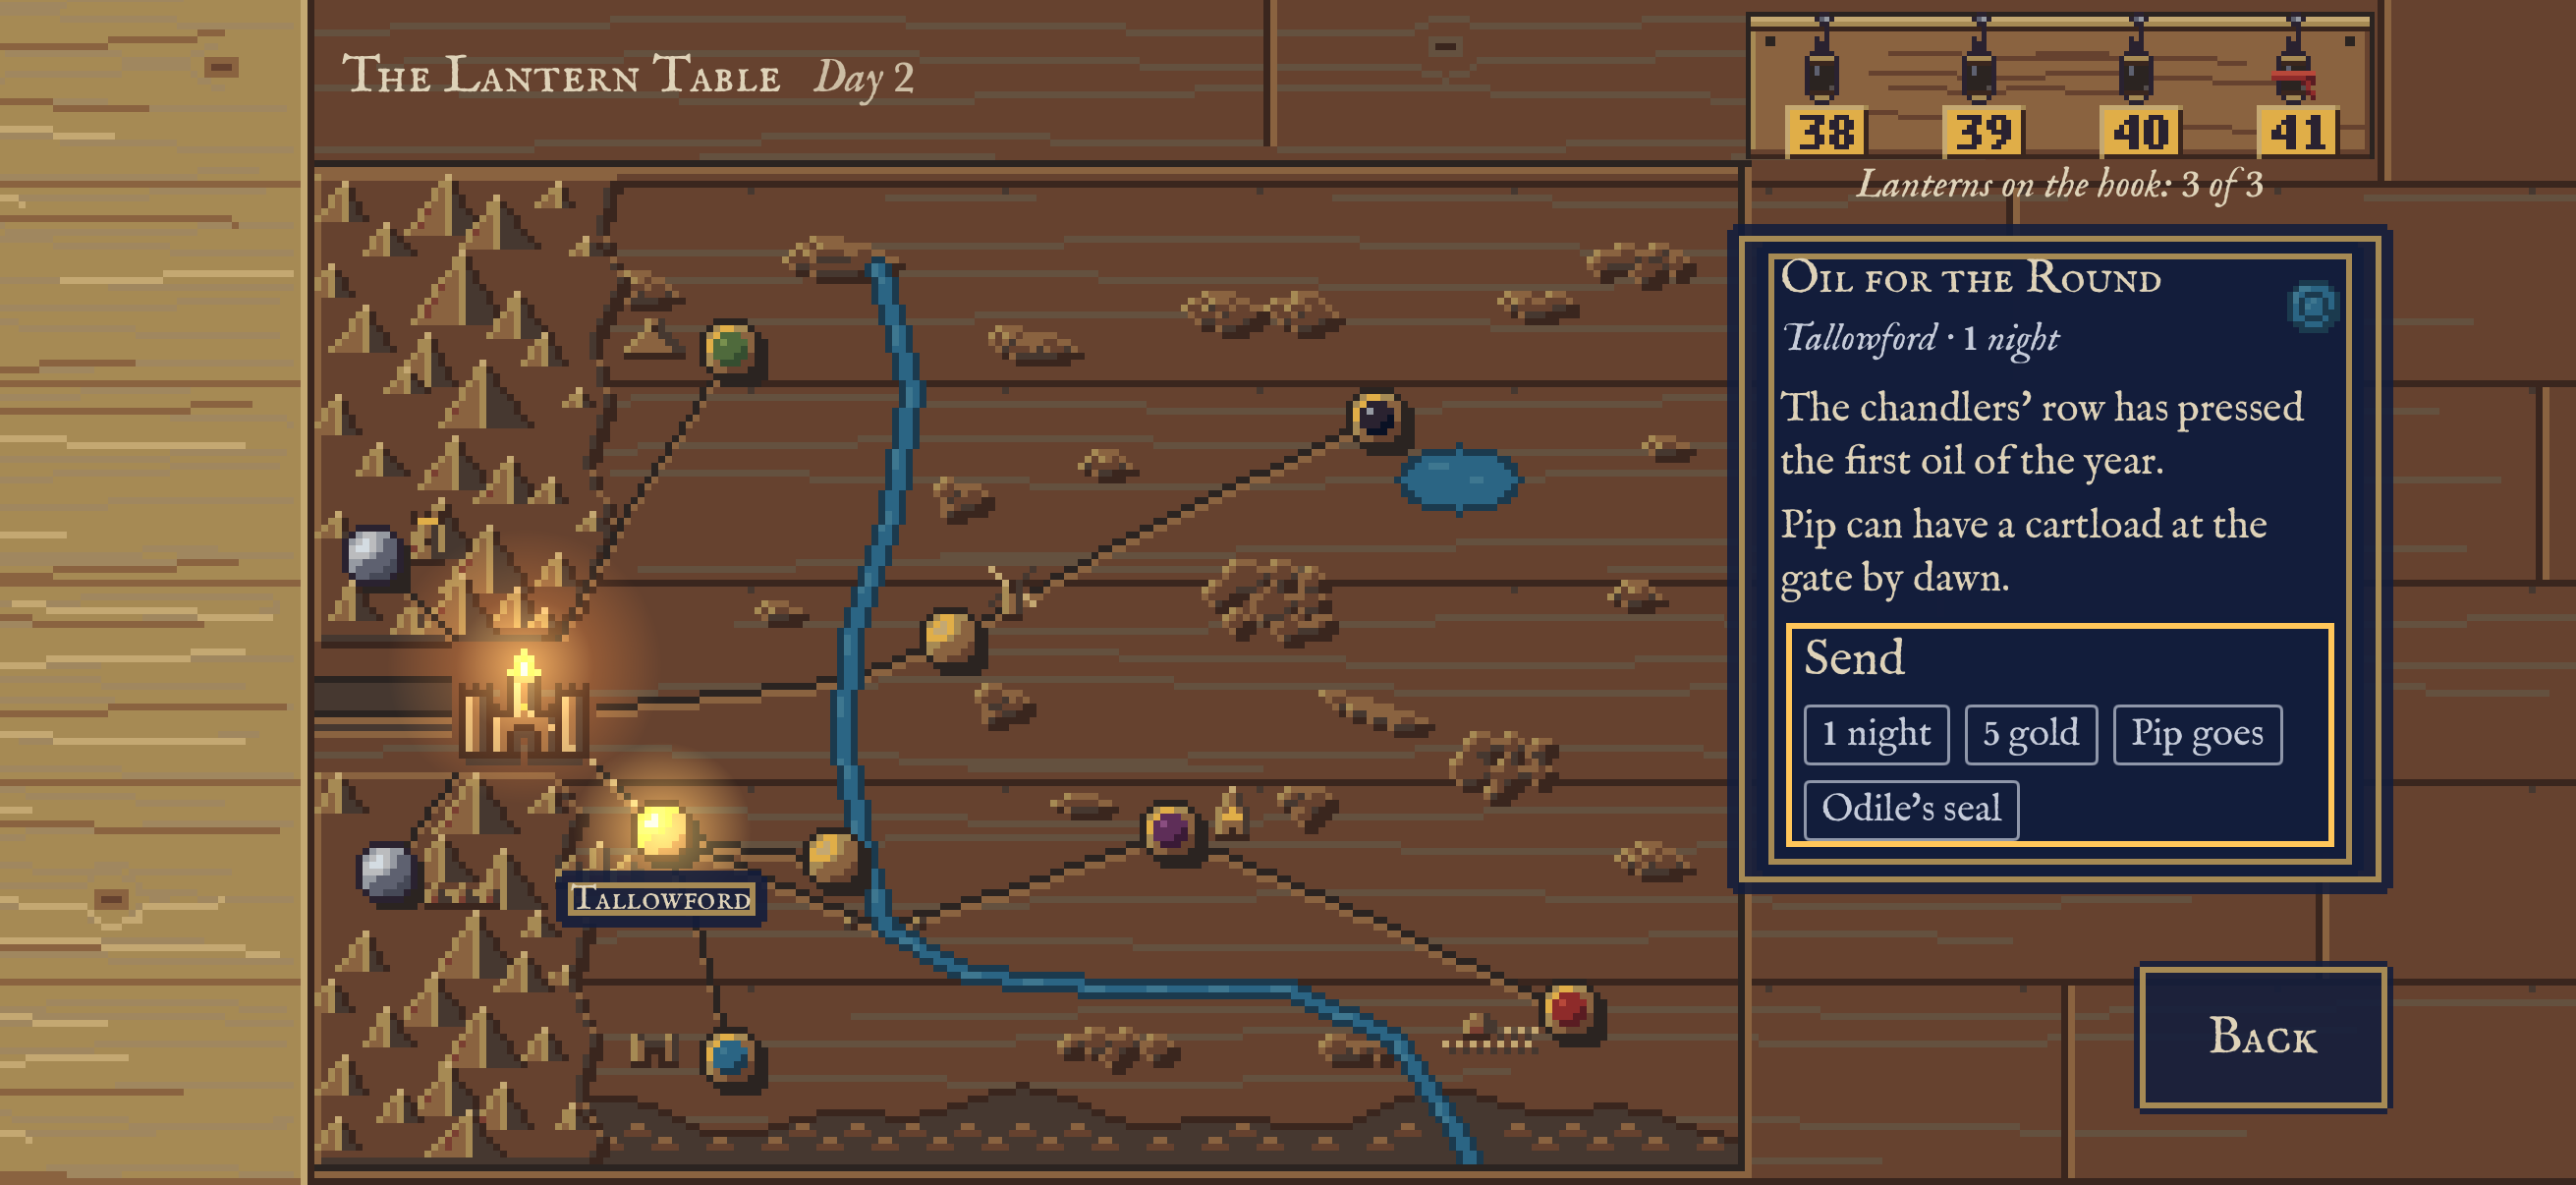 The Lantern Table Day 2
38 39 40 41
Lanterns on the hook: 3 of 3
Oil for the Round
Tallowford · 1 night
The chandlers’ row has pressed
the first oil of the year.
Pip can have a cartload at the
gate by dawn.
Send
1 night 5 gold Pip goes
Odile’s seal
Tallowford
Back